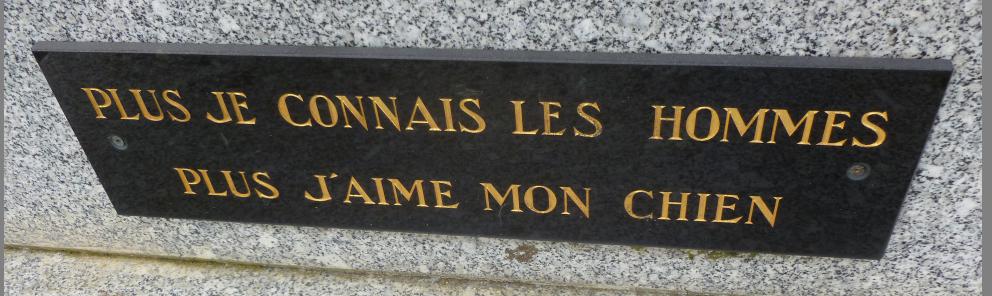 PLUS JE CONNAIS LES HOMMES
PLUS J'AIME MON CHIEN